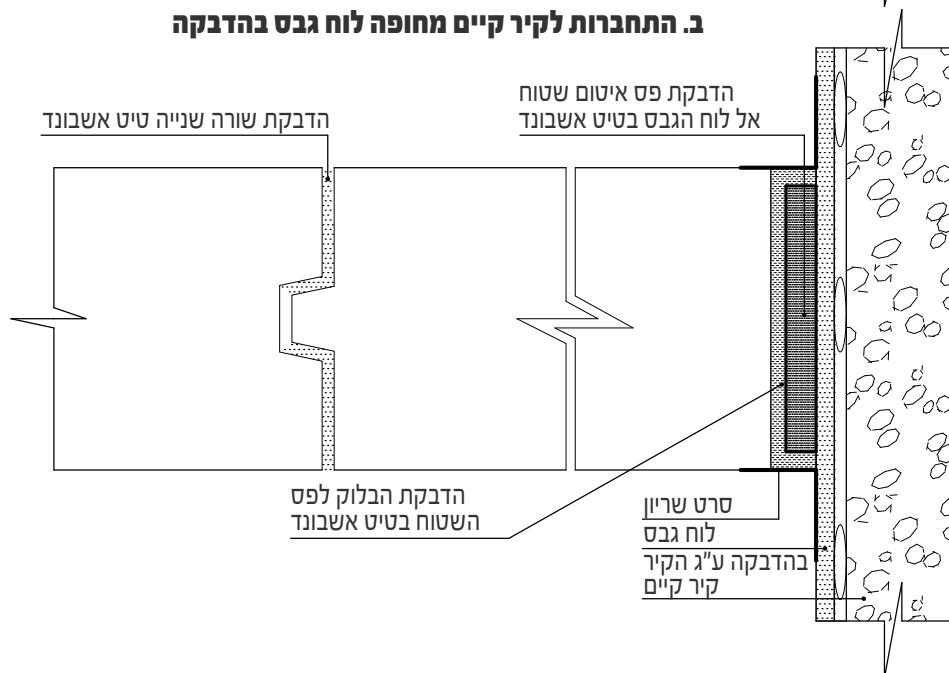 ב. התחברות לקיר קיים מחופה לוח גבס בהדבקה
הדבקת פס איטום שטוח
אל לוח הגבס בטיט אשבונד
הדבקת שורה שנייה טיט אשבונד
הדבקת הבלוק לפס
השטוח בטיט אשבונד
סרט שריון
לוח גבס
בהדבקה ע"ג הקיר
קיר קיים